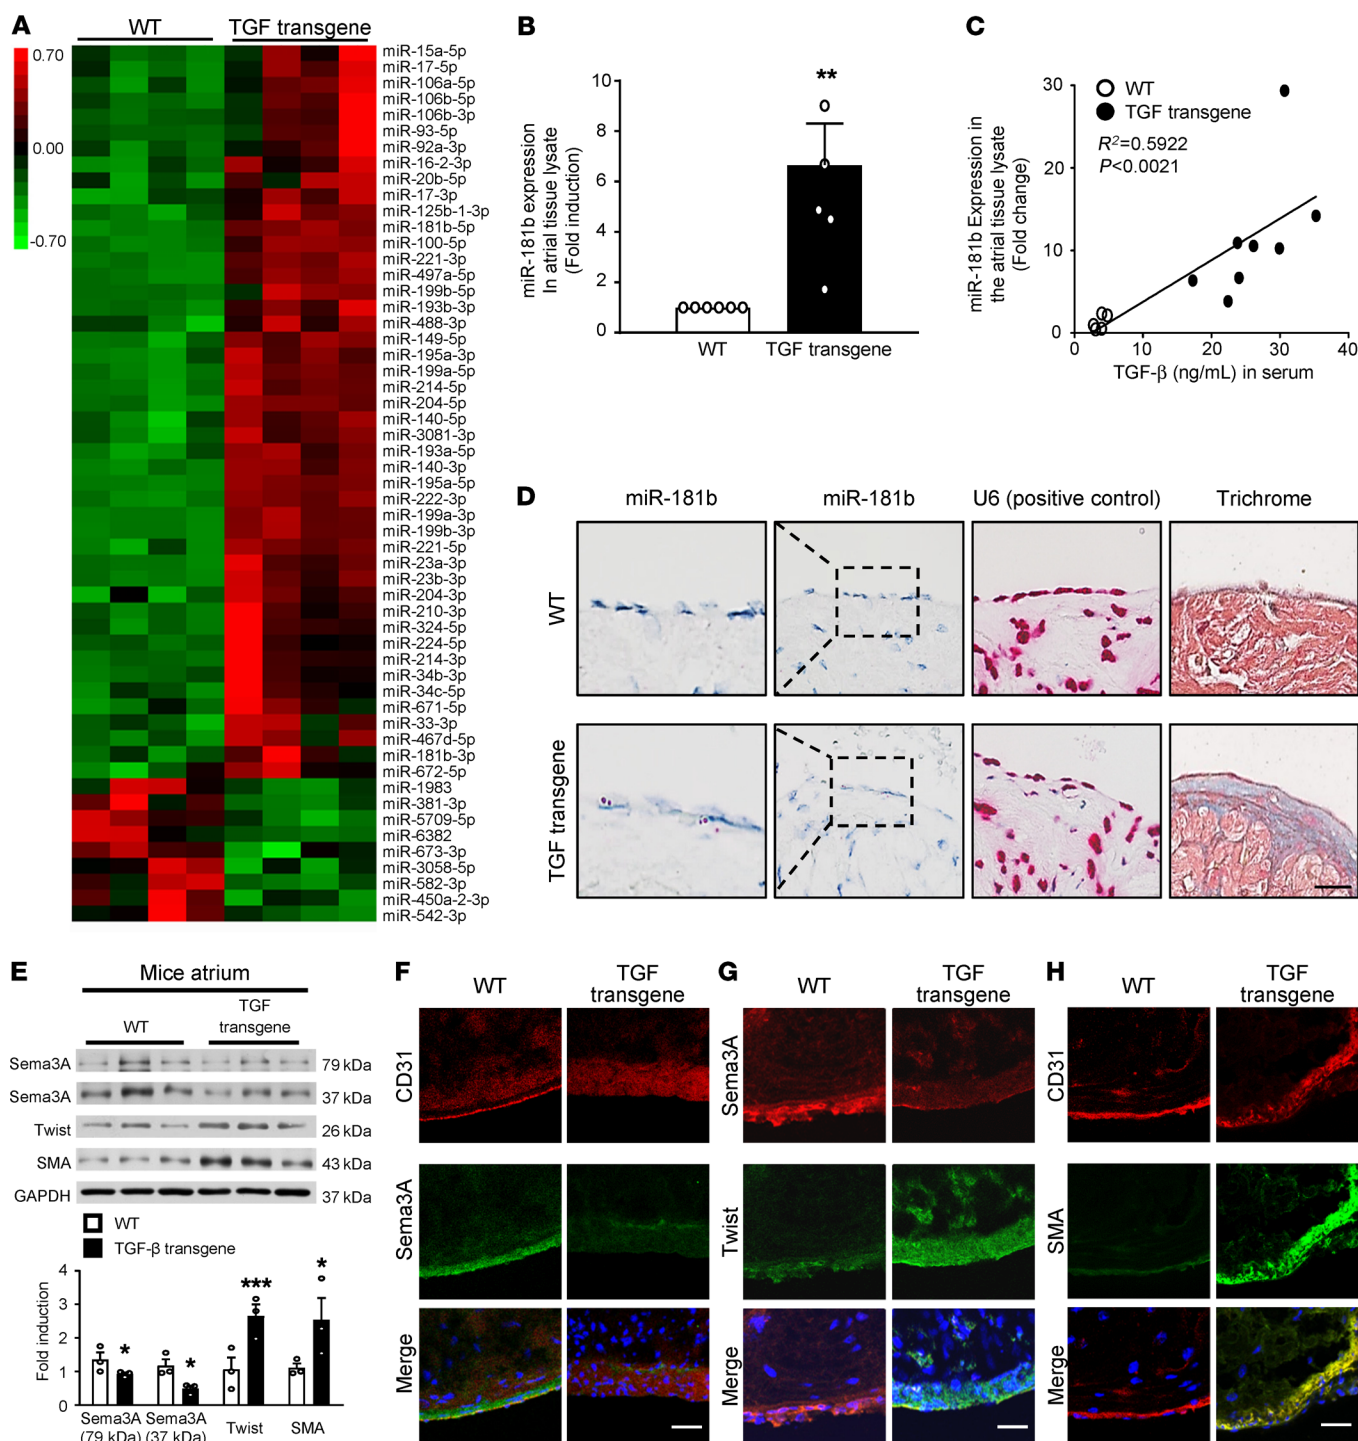 A
WT
TGF transgene
0.70
0.00
-0.70
miR-15a-5p
miR-17-5p
miR-106a-5p
miR-106b-5p
miR-106b-3p
miR-93-5p
miR-92a-3p
miR-16-2-3p
miR-20b-5p
miR-17-3p
miR-125b-1-3p
miR-181b-5p
miR-100-5p
miR-221-3p
miR-497a-5p
miR-199b-5p
miR-193b-3p
miR-488-3p
miR-149-5p
miR-195a-3p
miR-199a-5p
miR-214-5p
miR-204-5p
miR-140-5p
miR-3081-3p
miR-193a-5p
miR-140-3p
miR-195a-5p
miR-222-3p
miR-199a-3p
miR-199b-3p
miR-221-5p
miR-23a-3p
miR-23b-3p
miR-204-3p
miR-210-3p
miR-324-5p
miR-224-5p
miR-214-3p
miR-34b-3p
miR-34c-5p
miR-671-5p
miR-33-3p
miR-467d-5p
miR-181b-3p
miR-672-5p
miR-1983
miR-381-3p
miR-5709-5p
miR-6382
miR-673-3p
miR-3058-5p
miR-582-3p
miR-450a-2-3p
miR-542-3p
B
miR-181b expression
In atrial tissue lysate
(Fold induction)
10
8
6
4
2
0
**
WT
TGF transgene
C
miR-181b Expression in
the atrial tissue lysate
(Fold change)
30
20
10
0
WT
TGF transgene
R²=0.5922
P<0.0021
0
10
20
30
40
TGF-β (ng/mL) in serum
D
miR-181b
miR-181b
U6 (positive control)
Trichrome
WT
TGF transgene
E
Mice atrium
WT
TGF
transgene
Sema3A
79 kDa
Sema3A
37 kDa
Twist
26 kDa
SMA
43 kDa
GAPDH
37 kDa
WT
TGF-β transgene
Fold induction
4
3
2
1
0
*
*
***
*
Sema3A
(79 kDa)
Sema3A
(37 kDa)
Twist
SMA
F
WT
TGF
transgene
CD31
Sema3A
Merge
G
WT
TGF
transgene
Sema3A
Twist
Merge
H
WT
TGF
transgene
CD31
SMA
Merge